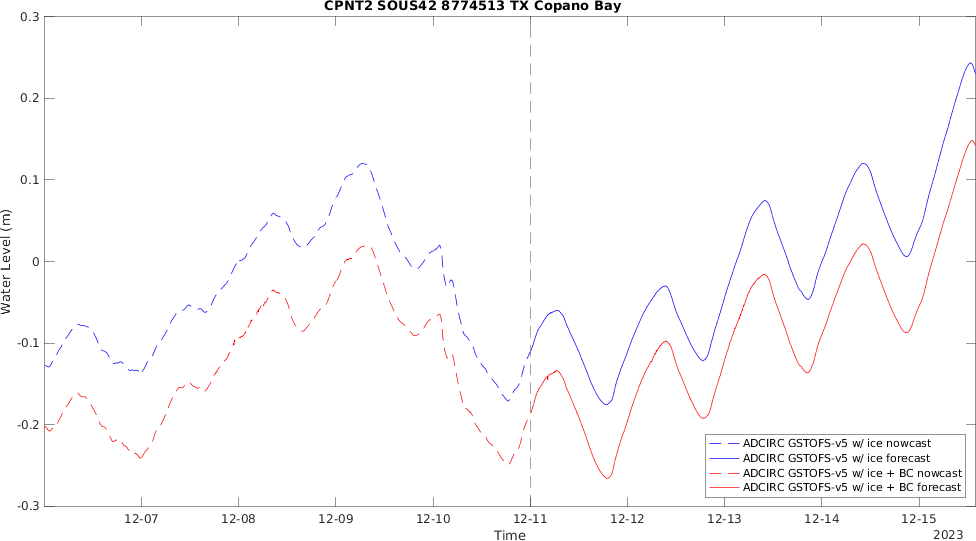 CPNT2 SOUS42 8774513 TX Copano Bay
0.3
0.2
0.1
0
-0.1
-0.2
-0.3
Water Level (m)
ADCIRC GSTOFS-v5 w/ ice nowcast
ADCIRC GSTOFS-v5 w/ ice forecast
ADCIRC GSTOFS-v5 w/ ice + BC nowcast
ADCIRC GSTOFS-v5 w/ ice + BC forecast
12-07 12-08 12-09 12-10 12-11 12-12 12-13 12-14 12-15
Time
2023